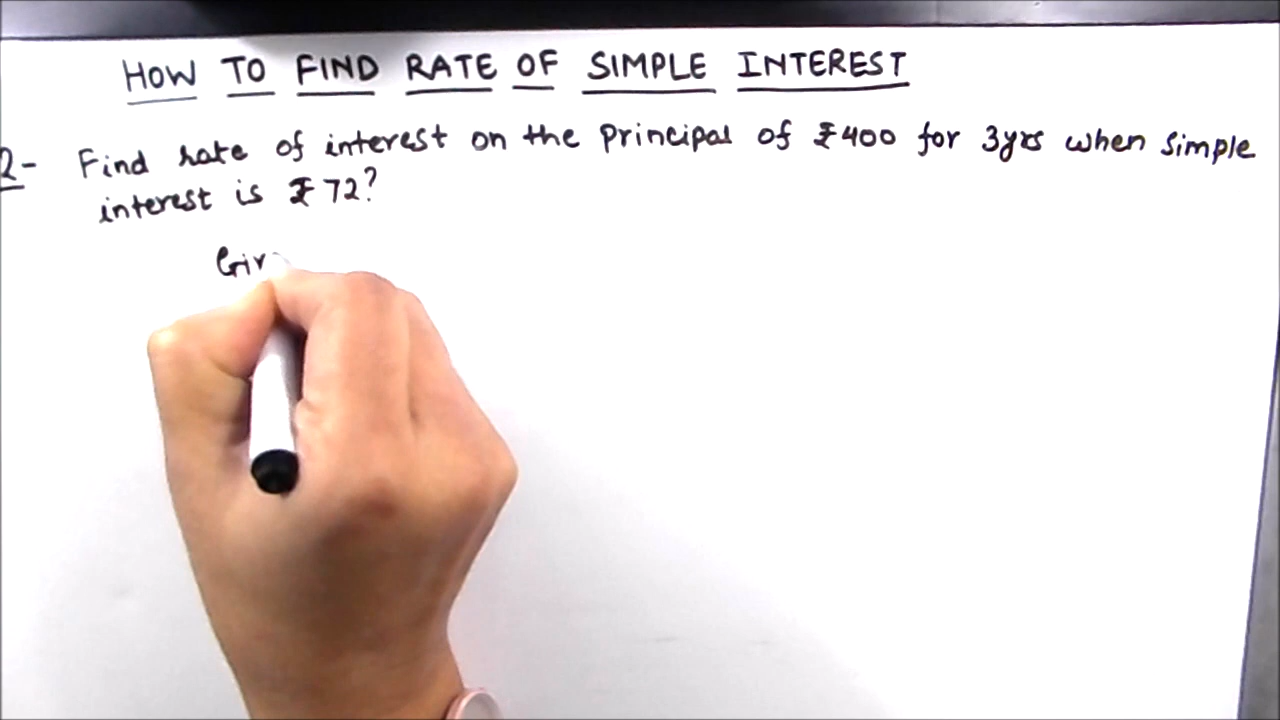 HOW TO FIND RATE OF SIMPLE INTEREST
Q- Find rate of interest on the principal of ₹400 for 3yrs when simple
interest is ₹72?
Giv